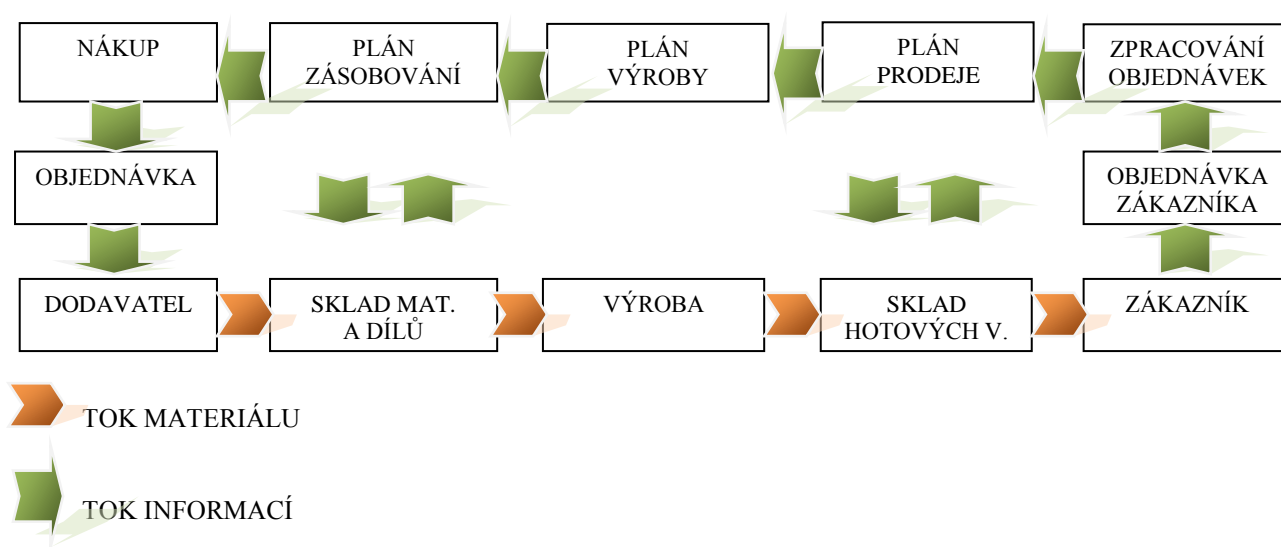 NÁKUP
PLÁN
ZÁSOBOVÁNÍ
PLÁN
VÝROBY
PLÁN
PRODEJE
ZPRACOVÁNÍ
OBJEDNÁVEK
OBJEDNÁVKA
OBJEDNÁVKA
ZÁKAZNÍKA
DODAVATEL
SKLAD MAT.
A DÍLŮ
VÝROBA
SKLAD
HOTOVÝCH V.
ZÁKAZNÍK
TOK MATERIÁLU
TOK INFORMACÍ